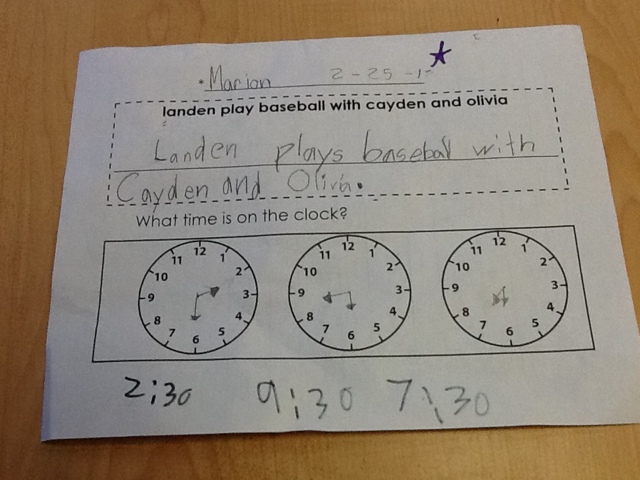 Marion 2-25-1
landen play baseball with cayden and olivia
Landen plays baseball with
Cayden and Olivia.
What time is on the clock?
12 1 2 3 4 5 6 7 8 9 10 11
12 1 2 3 4 5 6 7 8 9 10 11
12 1 2 3 4 5 6 7 8 9 10 11
2;30 9;30 7;30